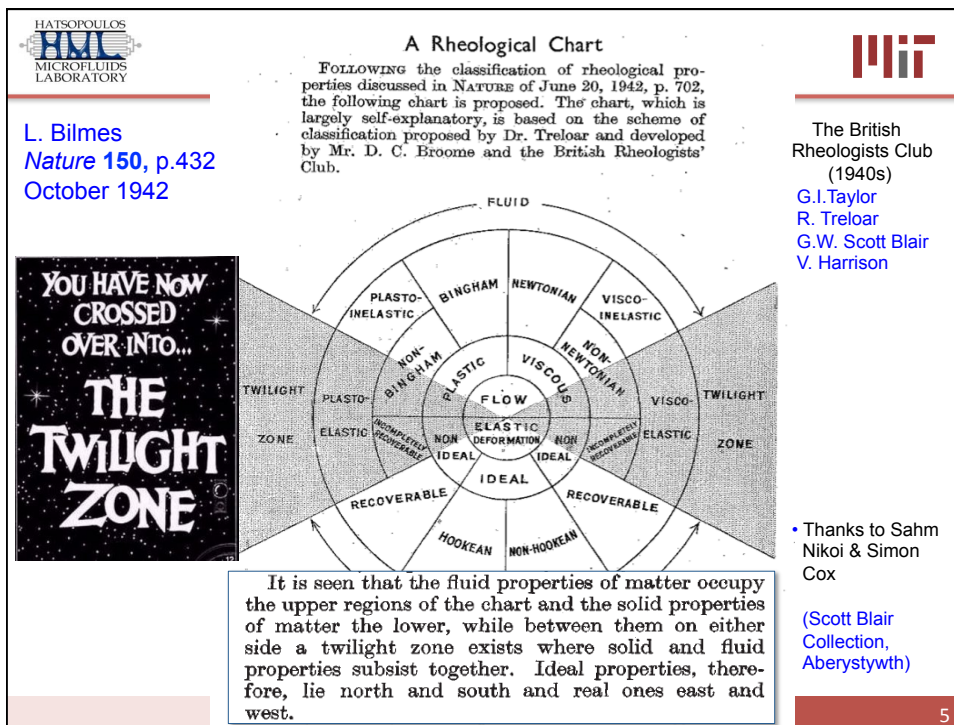 HATSOPOULOS
HML
MICROFLUIDS
LABORATORY
MIT
L. Bilmes
Nature 150, p.432
October 1942
A Rheological Chart
FOLLOWING the classification of rheological pro-
perties discussed in NATURE of June 20, 1942, p. 702,
the following chart is proposed. The chart, which is
largely self-explanatory, is based on the scheme of
classification proposed by Dr. Treloar and developed
by Mr. D. C. Broome and the British Rheologists'
Club.
The British
Rheologists Club
(1940s)
G.I.Taylor
R. Treloar
G.W. Scott Blair
V. Harrison
YOU HAVE NOW
CROSSED
OVER INTO...
THE
TWILIGHT
ZONE
FLUID
PLASTO-
INELASTIC
BINGHAM
NEWTONIAN
VISCO-
INELASTIC
NON-
BINGHAM
PLASTIC
VISCOUS
NON-
NEWTONIAN
FLOW
TWILIGHT
ZONE
PLASTO-
ELASTIC
INCOMPLETELY
RECOVERABLE
NON
IDEAL
ELASTIC
DEFORMATION
NON
IDEAL
INCOMPLETELY
RECOVERABLE
VISCO-
ELASTIC
TWILIGHT
ZONE
IDEAL
RECOVERABLE
HOOKEAN
NON-HOOKEAN
RECOVERABLE
It is seen that the fluid properties of matter occupy
the upper regions of the chart and the solid properties
of matter the lower, while between them on either
side a twilight zone exists where solid and fluid
properties subsist together. Ideal properties, there-
fore, lie north and south and real ones east and
west.
• Thanks to Sahm
Nikoi & Simon
Cox
(Scott Blair
Collection,
Aberystywth)
5